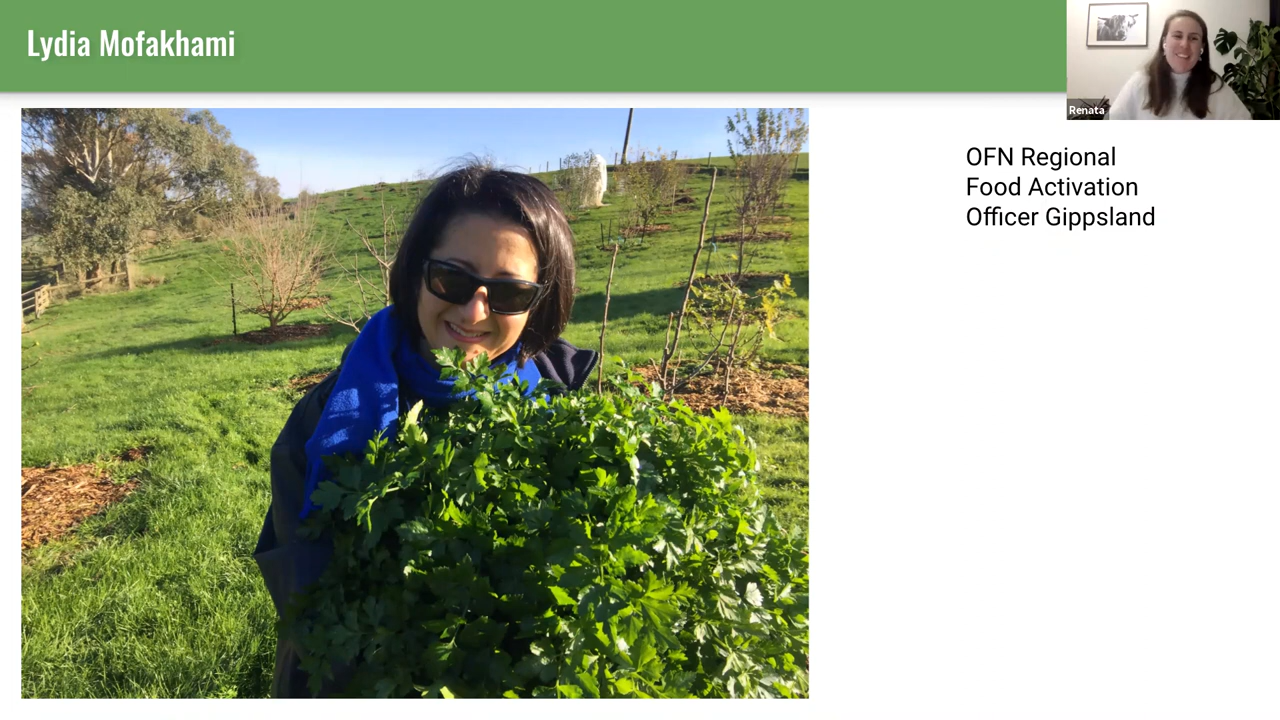 Lydia Mofakhami
Renata
OFN Regional
Food Activation
Officer Gippsland